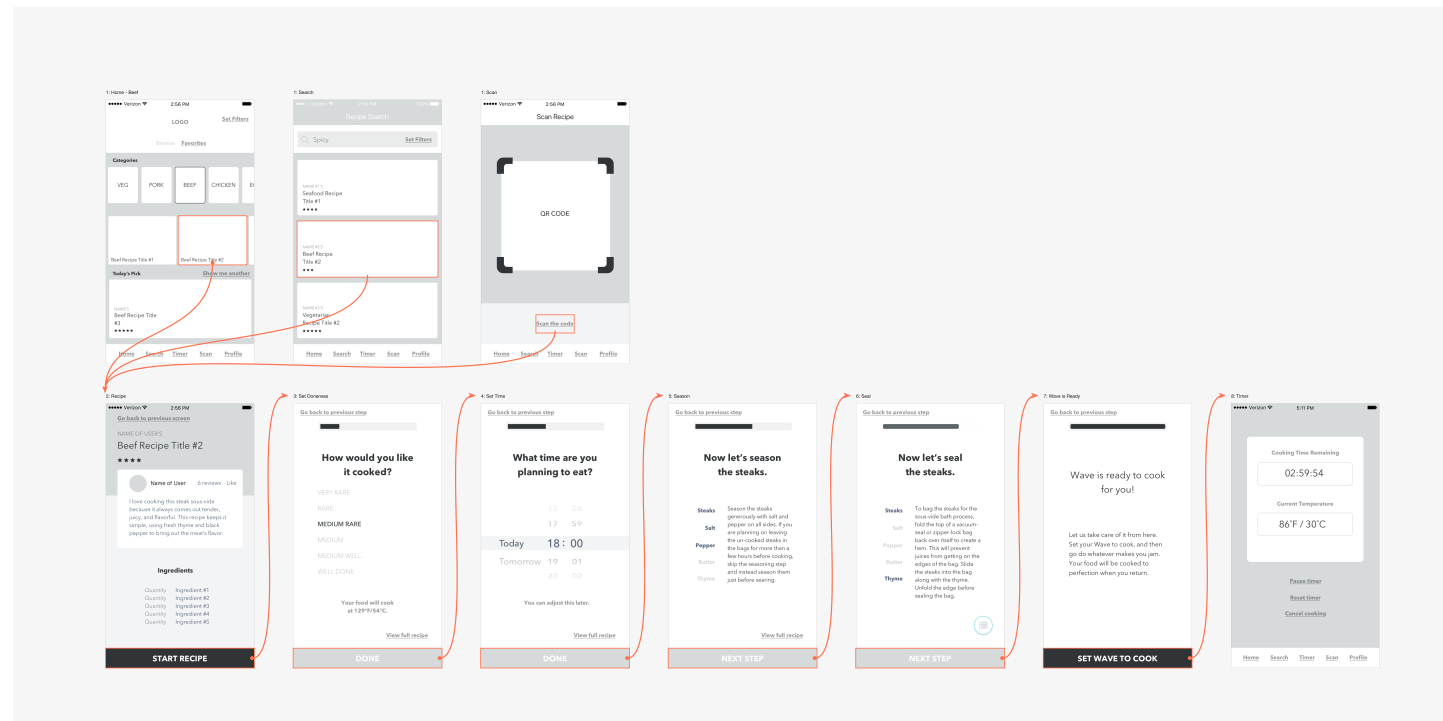 1: Home - Beef
Verizon 2:56 PM
LOGO
Set Filters
Browse Favorites
Categories
VEG PORK BEEF CHICKEN
Beef Recipe Title #1
Beef Recipe Title #2
Today's Pick
Show me another
NAME'S
Beef Recipe Title
#3
★★★★★
Home Search Timer Scan Profile
1: Search
Verizon 2:56 PM 100%
Recipe Search
Spicy
Set Filters
NAME #1'S
Seafood Recipe
Title #1
★★★★
NAME #2'S
Beef Recipe
Title #2
★★★
NAME #3'S
Vegetarian
Recipe Title #2
★★★★★
Home Search Timer Scan Profile
1: Scan
Verizon 2:56 PM
Scan Recipe
QR CODE
Scan the code
Home Search Timer Scan Profile
2: Recipe
Verizon 2:56 PM
Go back to previous screen
NAME OF USER'S
Beef Recipe Title #2
★★★★
Name of User 6 reviews Like
I love cooking this steak sous-vide
because it always comes out tender,
juicy, and flavorful. This recipe keeps it
simple, using fresh thyme and black
pepper to bring out the meat's flavor.
Ingredients
Quantity Ingredient #1
Quantity Ingredient #2
Quantity Ingredient #3
Quantity Ingredient #4
Quantity Ingredient #5
START RECIPE
3: Set Doneness
Go back to previous step
How would you like
it cooked?
VERY RARE
RARE
MEDIUM RARE
MEDIUM
MEDIUM WELL
WELL DONE
Your food will cook
at 129°F/54°C.
View full recipe
DONE
4: Set Time
Go back to previous step
What time are you
planning to eat?
16 58
17 59
Today 18 : 00
Tomorrow 19 01
20 02
You can adjust this later.
View full recipe
DONE
5: Season
Go back to previous step
Now let's season
the steaks.
Steaks
Salt
Pepper
Butter
Thyme
Season the steaks
generously with salt and
pepper on all sides. If you
are planning on leaving
the un-cooked steaks in
the bags for more than a
few hours before cooking,
skip the seasoning step
and instead season them
just before searing.
View full recipe
NEXT STEP
6: Seal
Go back to previous step
Now let's seal
the steaks.
Steaks
Salt
Pepper
Butter
Thyme
To bag the steaks for the
sous-vide bath process,
fold the top of a vacuum-
seal or zipper-lock bag
back over itself to create a
hem. This will prevent
juices from getting on the
edges of the bag. Slide
the steaks into the bag
along with the thyme.
Unfold the edge before
sealing the bag.
NEXT STEP
7: Wave is Ready
Go back to previous step
Wave is ready to cook
for you!
Let us take care of it from here.
Set your Wave to cook, and then
go do whatever makes you jam.
Your food will be cooked to
perfection when you return.
SET WAVE TO COOK
8: Timer
Verizon 5:11 PM
Cooking Time Remaining
02:59:54
Current Temperature
86°F / 30°C
Pause timer
Reset timer
Cancel cooking
Home Search Timer Scan Profile